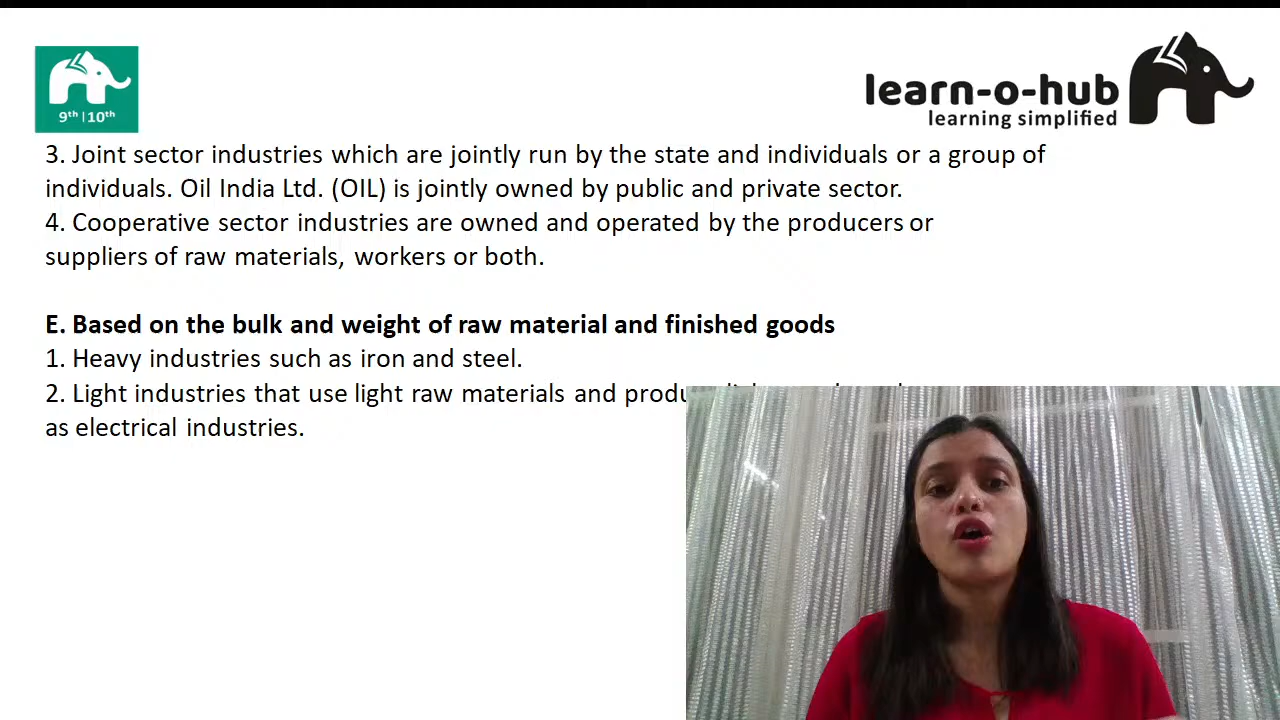 9th | 10th
learn-o-hub
learning simplified
3. Joint sector industries which are jointly run by the state and individuals or a group of
individuals. Oil India Ltd. (OIL) is jointly owned by public and private sector.
4. Cooperative sector industries are owned and operated by the producers or
suppliers of raw materials, workers or both.
E. Based on the bulk and weight of raw material and finished goods
1. Heavy industries such as iron and steel.
2. Light industries that use light raw materials and
as electrical industries.